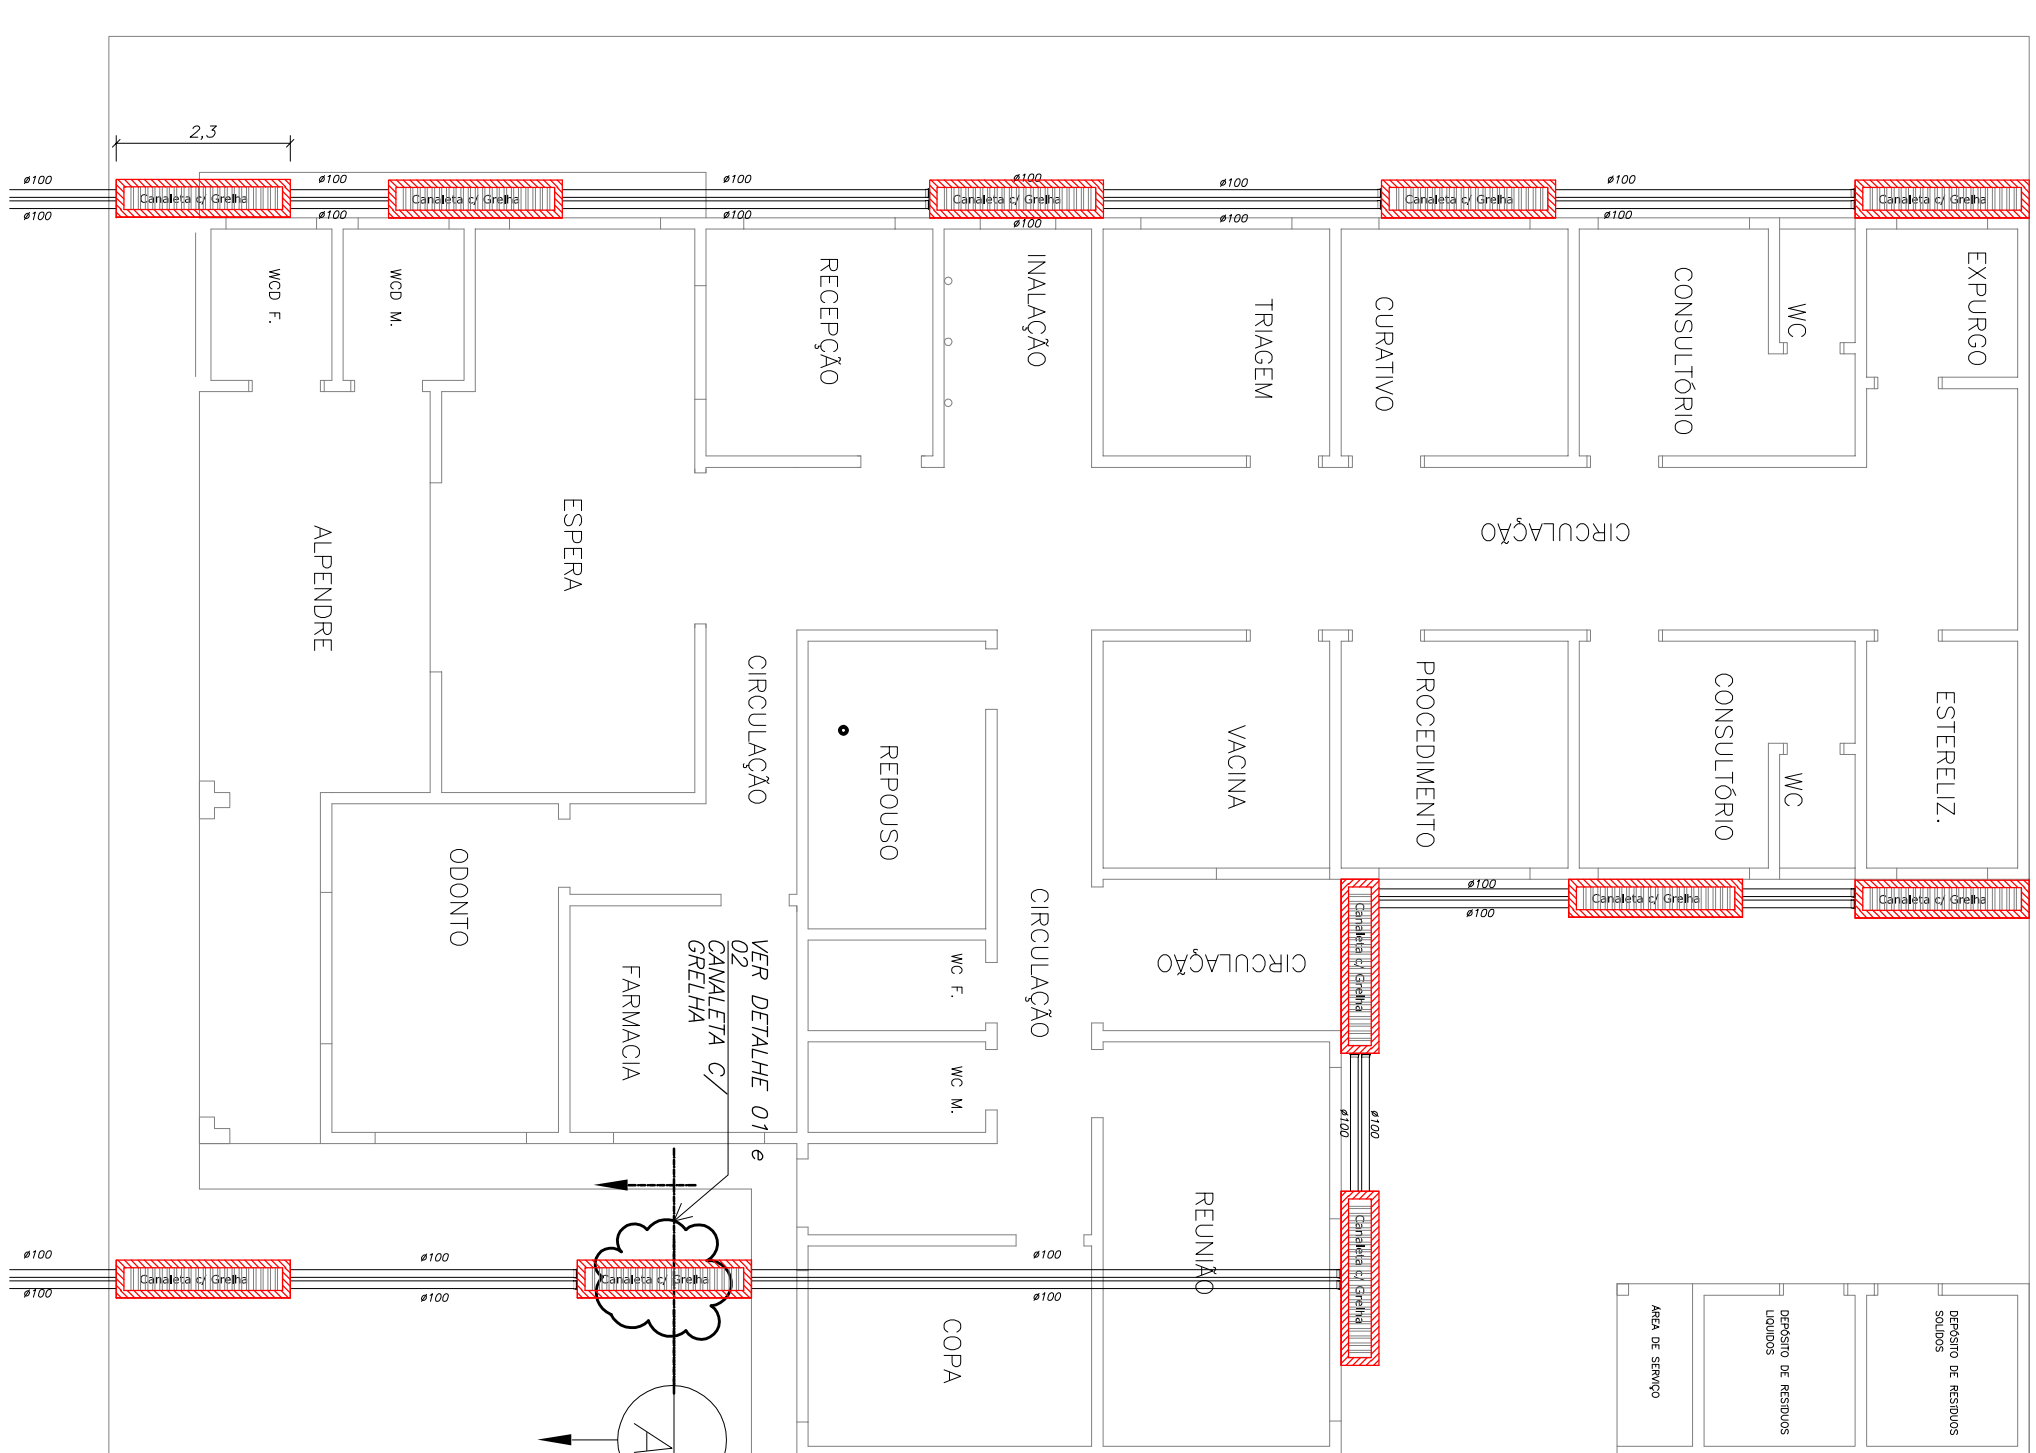 2,3
ø100
ø100
ø100
ø100
ø100
ø100
Canaleta c/ Grelha
Canaleta c/ Grelha
Canaleta c/ Grelha
Canaleta c/ Grelha
Canaleta c/ Grelha
ø100
ø100
ø100
ø100
ø100
ø100
WCD F.
WCD M.
RECEPÇÃO
INALAÇÃO
TRIAGEM
CURATIVO
CONSULTÓRIO
WC
EXPURGO
ALPENDRE
ESPERA
CIRCULAÇÃO
CIRCULAÇÃO
REPOUSO
VACINA
PROCEDIMENTO
CONSULTÓRIO
WC
ESTERELIZ.
ODONTO
FARMACIA
VER DETALHE 01 e
02
CANALETA C/
GRELHA
WC F.
WC M.
CIRCULAÇÃO
CIRCULAÇÃO
Canaleta c/ Grelha
ø100
Canaleta c/ Grelha
Canaleta c/ Grelha
ø100
ø100
ø100
REUNIÃO
Canaleta c/ Grelha
ø100
ø100
ø100
Canaleta c/ Grelha
Canaleta c/ Grelha
ø100
ø100
ø100
COPA
A
ÁREA DE SERVIÇO
DEPÓSITO DE RESIDUOS
LIQUIDOS
DEPÓSITO DE RESIDUOS
SOLÍDOS